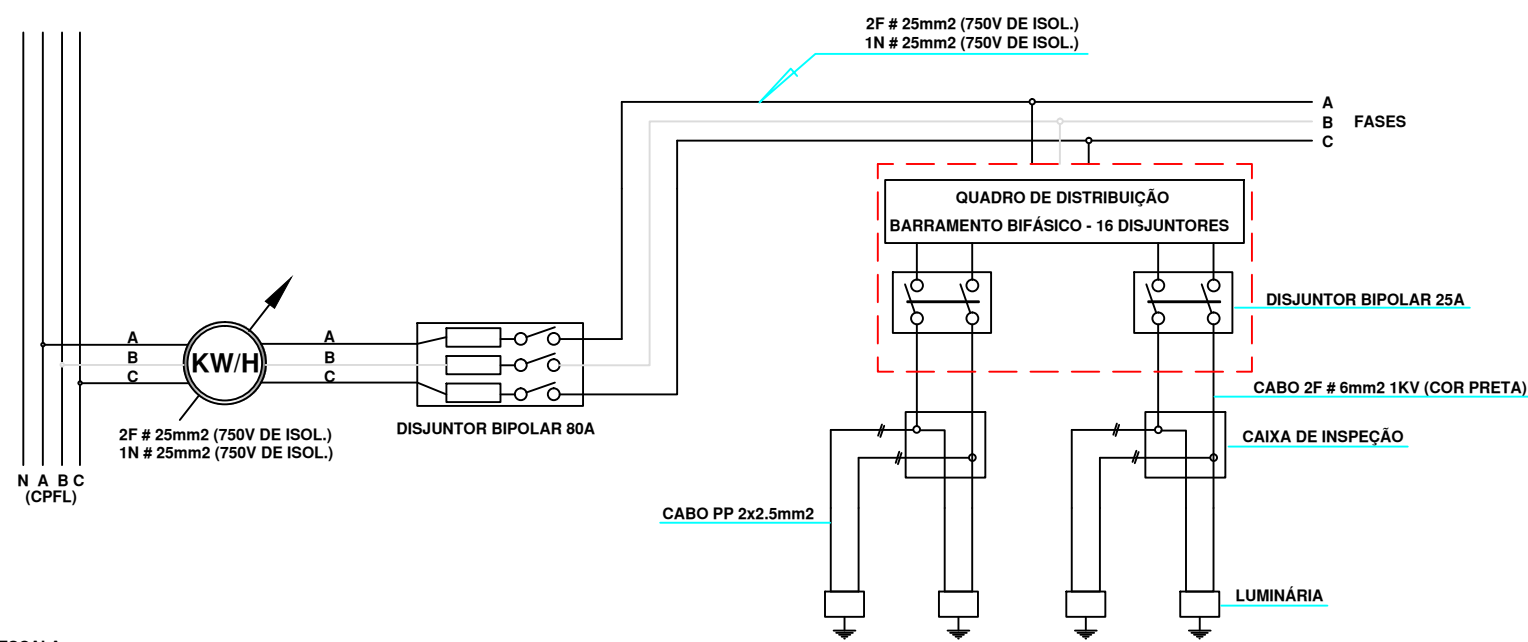 2F # 25mm2 (750V DE ISOL.)
1N # 25mm2 (750V DE ISOL.)
A
B FASES
C
QUADRO DE DISTRIBUIÇÃO
BARRAMENTO BIFÁSICO - 16 DISJUNTORES
DISJUNTOR BIPOLAR 25A
A A
B B
C C
KW/H
CABO 2F # 6mm2 1KV (COR PRETA)
2F # 25mm2 (750V DE ISOL.)
1N # 25mm2 (750V DE ISOL.)
DISJUNTOR BIPOLAR 80A
CAIXA DE INSPEÇÃO
N A B C
(CPFL)
CABO PP 2x2.5mm2
LUMINÁRIA